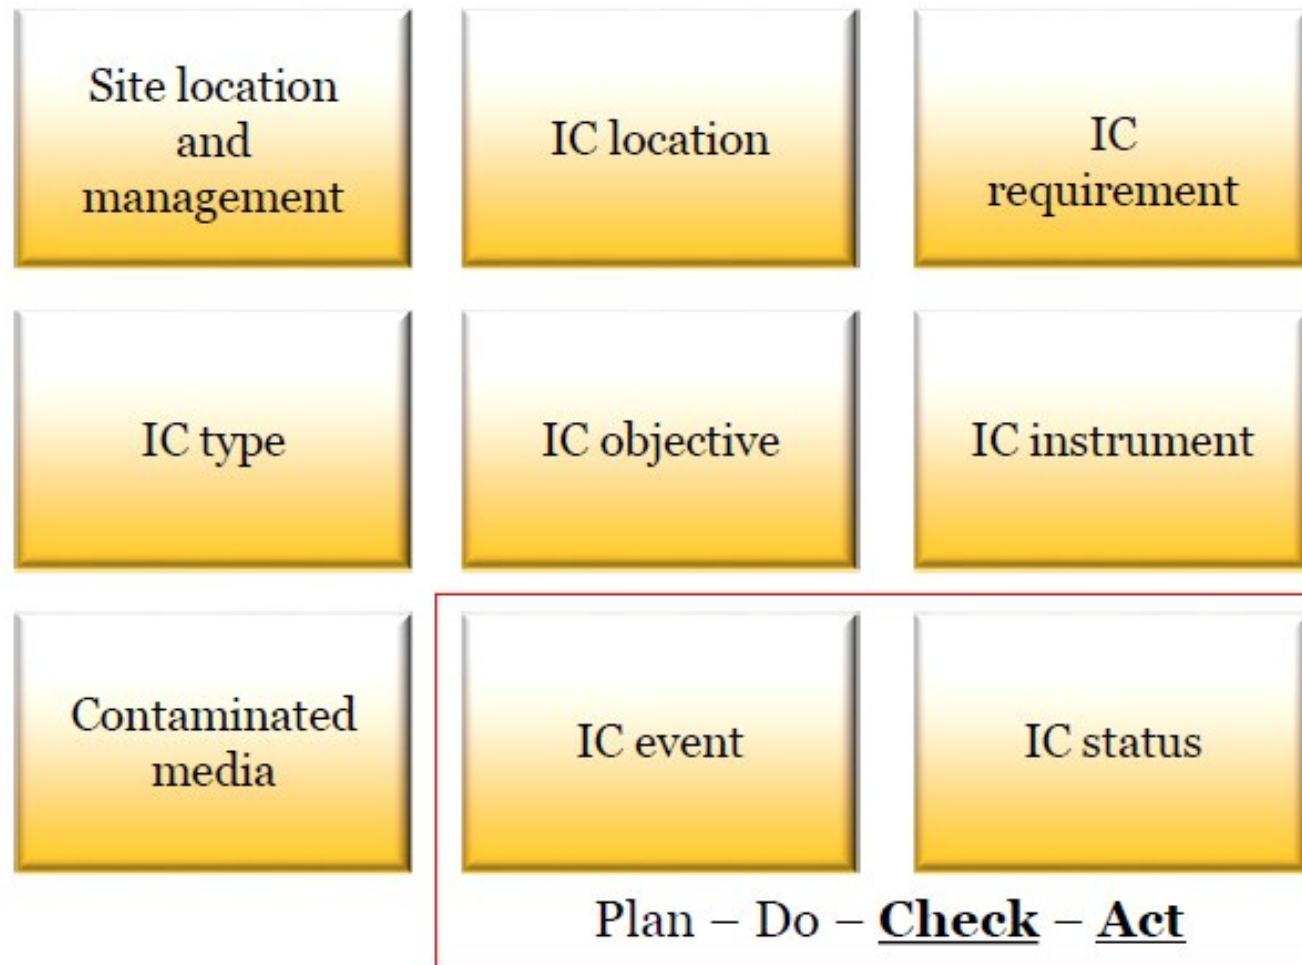 Site location
and
management
IC location
IC
requirement
IC type
IC objective
IC instrument
Contaminated
media
IC event
IC status
Plan – Do – Check – Act